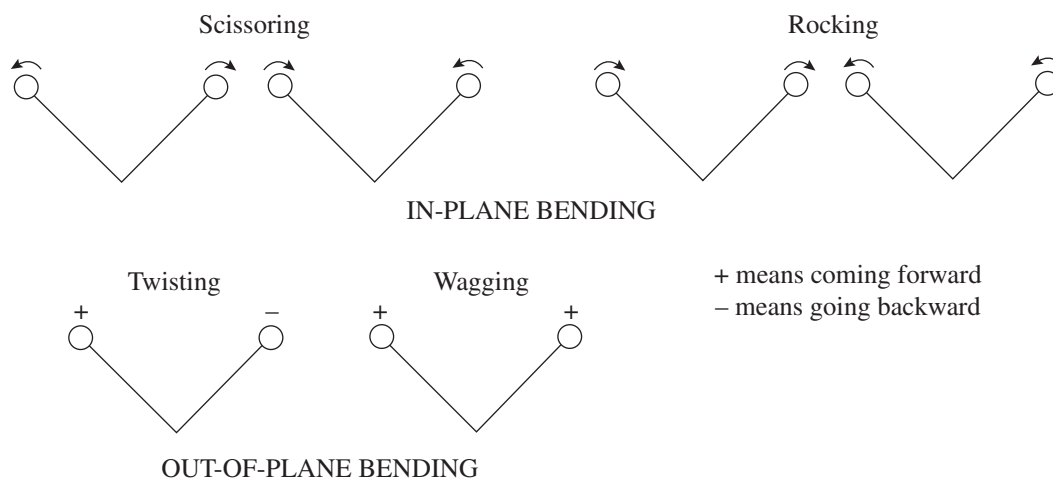 Scissoring
Rocking
IN-PLANE BENDING
Twisting
Wagging
+ means coming forward
– means going backward
+
–
+
+
OUT-OF-PLANE BENDING